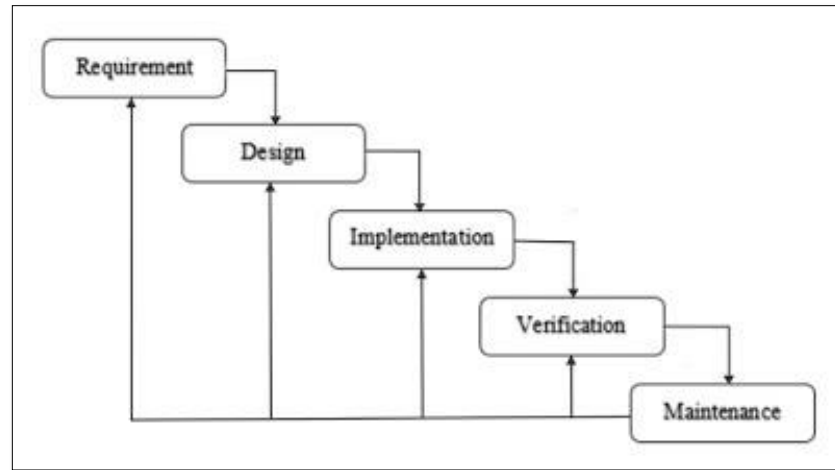 Requirement
Design
Implementation
Verification
Maintenance